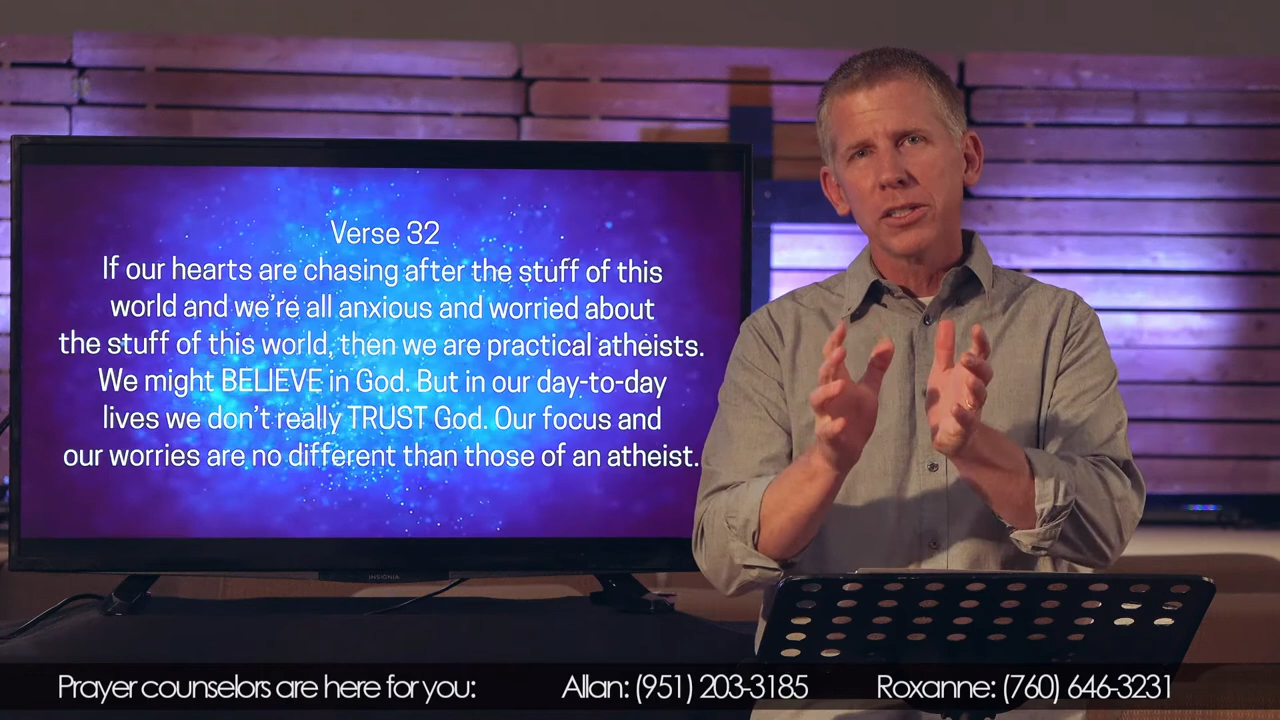 Verse 32
If our hearts are chasing after the stuff of this
world and we're all anxious and worried about
the stuff of this world, then we are practical atheists.
We might BELIEVE in God. But in our day-to-day
lives we don't really TRUST God. Our focus and
our worries are no different than those of an atheist.
INSIGNIA
Prayer counselors are here for you: Allan: (951) 203-3185 Roxanne: (760) 646-3231